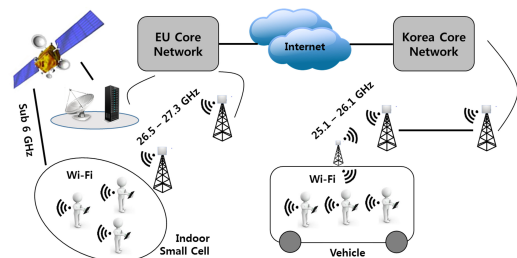 EU Core
Network
Internet
Korea Core
Network
Sub 6 GHz
26.5 – 27.3 GHz
25.1 – 26.1 GHz
Wi-Fi
Wi-Fi
Indoor
Small Cell
Vehicle